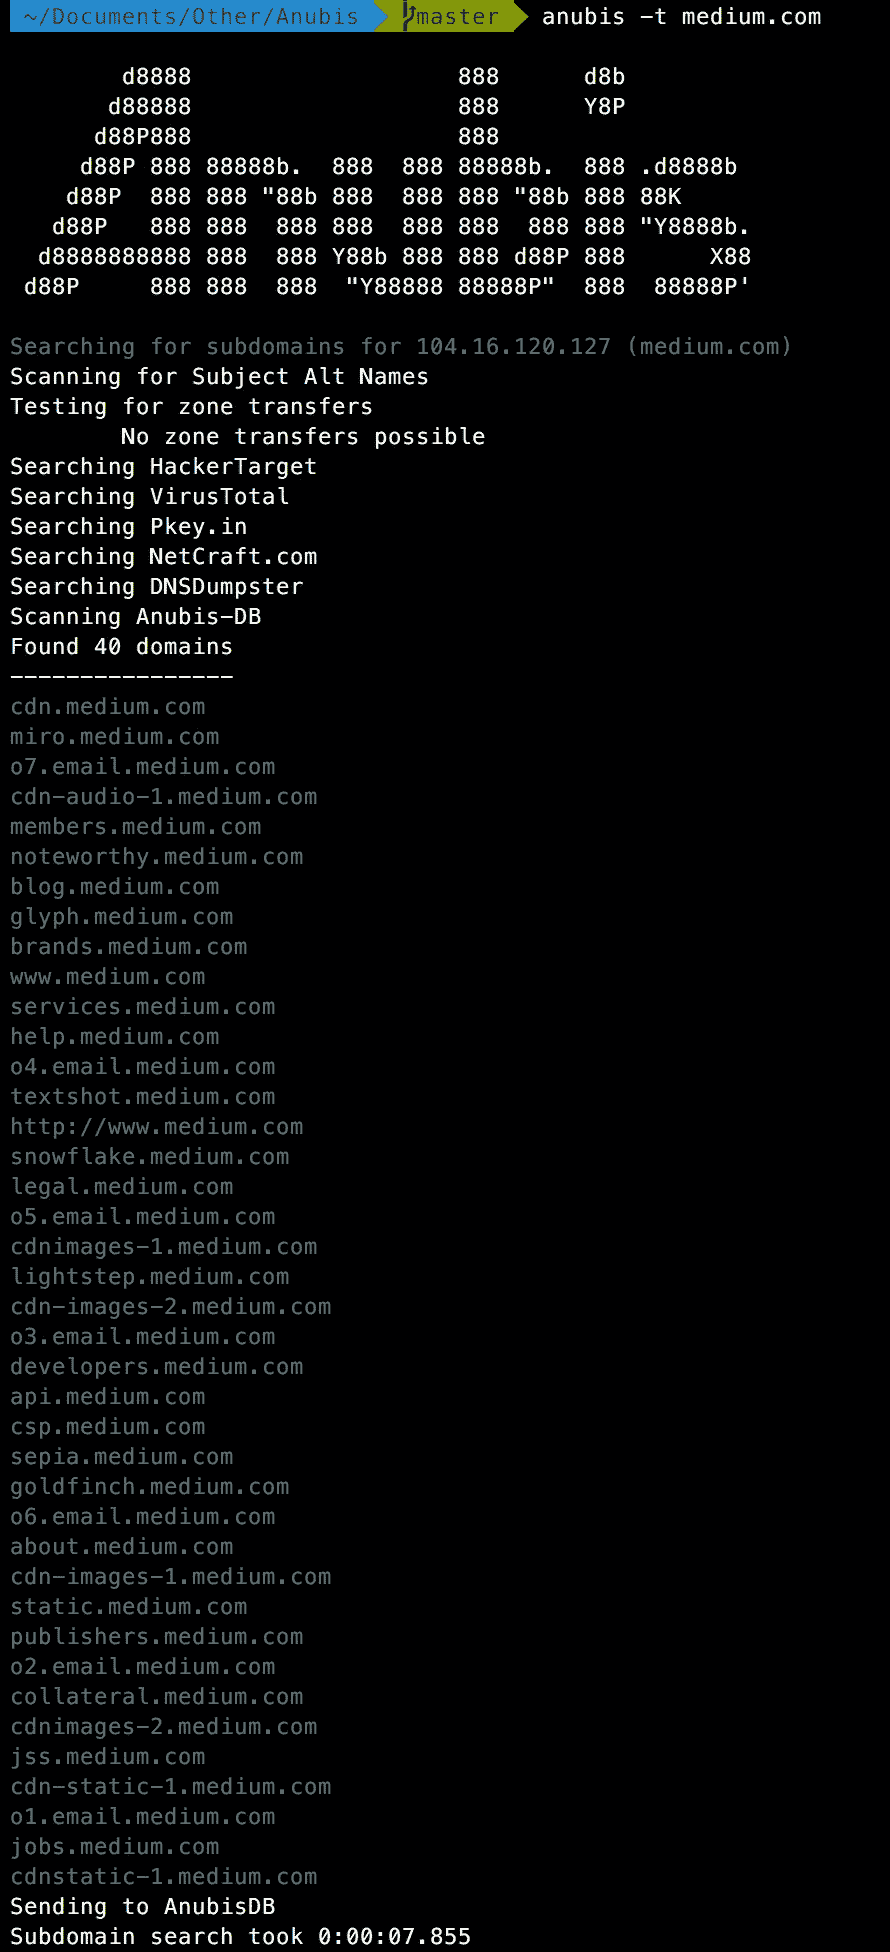 ~/Documents/Other/Anubis master anubis -t medium.com
       d8888                   888      d8b
      d88888                   888      Y8P
     d88P888                   888
    d88P 888 88888b.  888  888 88888b.  888 .d8888b
   d88P  888 888 "88b 888  888 888 "88b 888 88K
  d88P   888 888  888 888  888 888  888 888 "Y8888b.
 d8888888888 888  888 Y88b 888 888 d88P 888      X88
d88P     888 888  888  "Y88888 88888P"  888  88888P'
Searching for subdomains for 104.16.120.127 (medium.com)
Scanning for Subject Alt Names
Testing for zone transfers
No zone transfers possible
Searching HackerTarget
Searching VirusTotal
Searching Pkey.in
Searching NetCraft.com
Searching DNSDumpster
Scanning Anubis-DB
Found 40 domains
----------------
cdn.medium.com
miro.medium.com
o7.email.medium.com
cdn-audio-1.medium.com
members.medium.com
noteworthy.medium.com
blog.medium.com
glyph.medium.com
brands.medium.com
www.medium.com
services.medium.com
help.medium.com
o4.email.medium.com
textshot.medium.com
http://www.medium.com
snowflake.medium.com
legal.medium.com
o5.email.medium.com
cdnimages-1.medium.com
lightstep.medium.com
cdn-images-2.medium.com
o3.email.medium.com
developers.medium.com
api.medium.com
csp.medium.com
sepia.medium.com
goldfinch.medium.com
o6.email.medium.com
about.medium.com
cdn-images-1.medium.com
static.medium.com
publishers.medium.com
o2.email.medium.com
collateral.medium.com
cdnimages-2.medium.com
jss.medium.com
cdn-static-1.medium.com
o1.email.medium.com
jobs.medium.com
cdnstatic-1.medium.com
Sending to AnubisDB
Subdomain search took 0:00:07.855